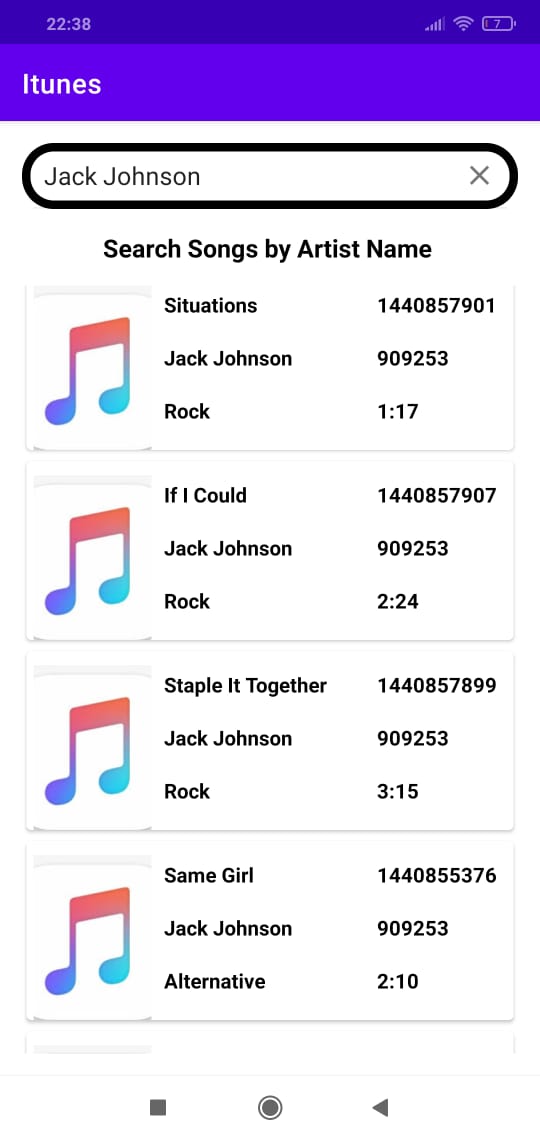 22:38
7
Itunes
Jack Johnson
Search Songs by Artist Name
Situations 1440857901
Jack Johnson 909253
Rock 1:17
If I Could 1440857907
Jack Johnson 909253
Rock 2:24
Staple It Together 1440857899
Jack Johnson 909253
Rock 3:15
Same Girl 1440855376
Jack Johnson 909253
Alternative 2:10